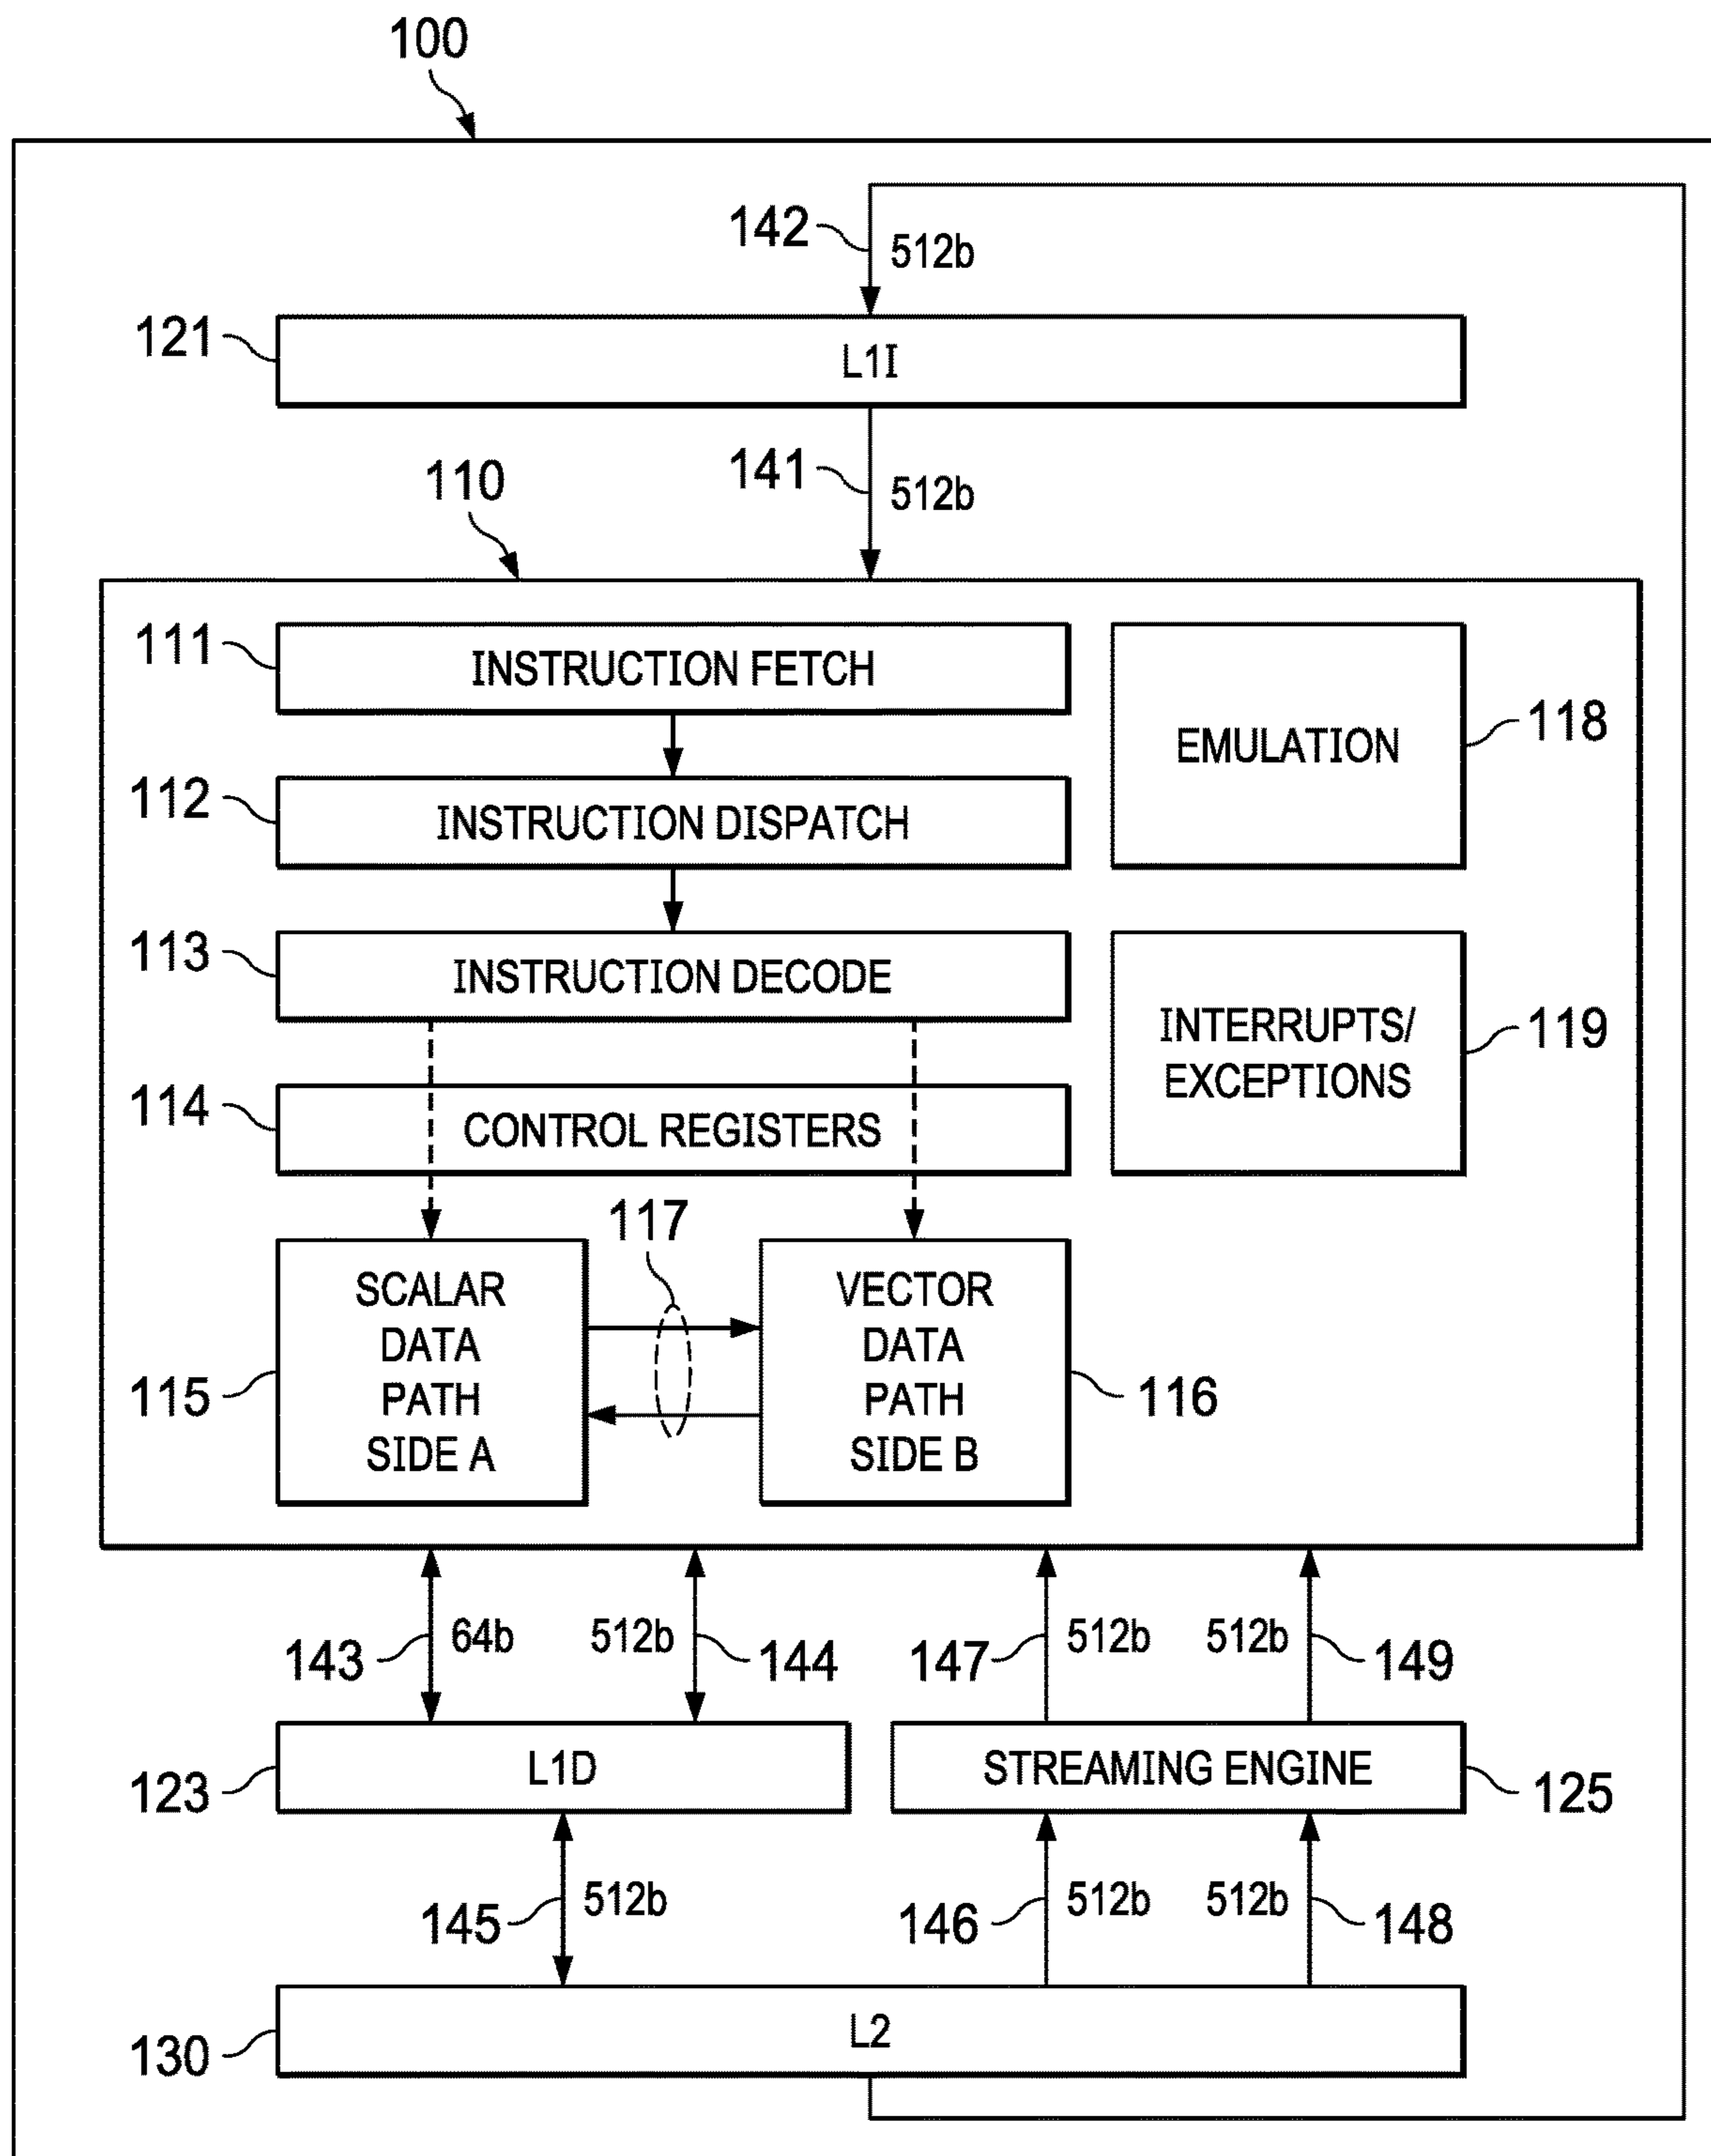 100
142
512b
121
L1I
141
512b
110
111
INSTRUCTION FETCH
EMULATION
118
112
INSTRUCTION DISPATCH
113
INSTRUCTION DECODE
INTERRUPTS/
EXCEPTIONS
119
114
CONTROL REGISTERS
117
SCALAR
DATA
PATH
SIDE A
115
VECTOR
DATA
PATH
SIDE B
116
143
64b
512b
144
147
512b
512b
149
123
L1D
STREAMING ENGINE
125
145
512b
146
512b
512b
148
130
L2